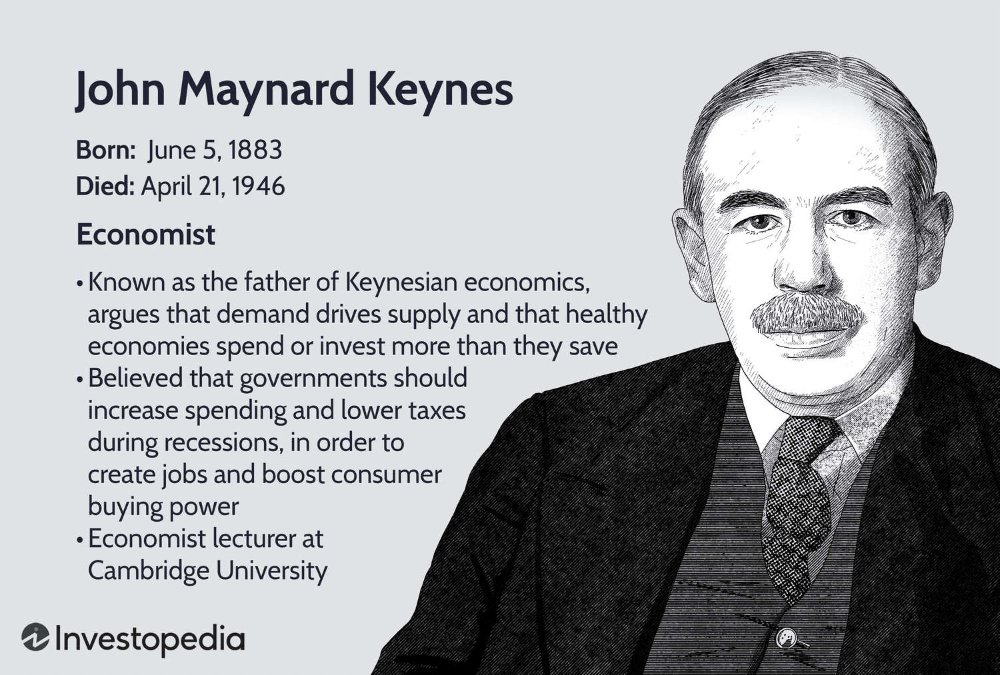 John Maynard Keynes
Born: June 5, 1883
Died: April 21, 1946
Economist
• Known as the father of Keynesian economics,
argues that demand drives supply and that healthy
economies spend or invest more than they save
• Believed that governments should
increase spending and lower taxes
during recessions, in order to
create jobs and boost consumer
buying power
• Economist lecturer at
Cambridge University
Investopedia